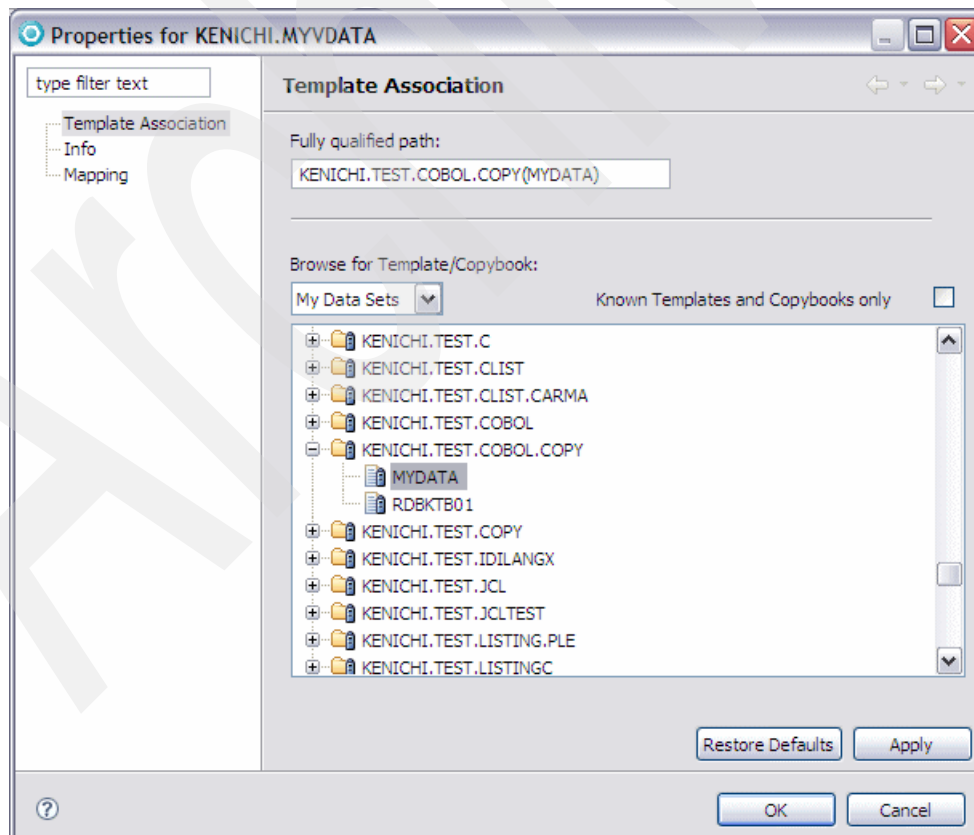 Properties for KENICHI.MYVDATA
type filter text
Template Association
Info
Mapping
Template Association
Fully qualified path:
KENICHI.TEST.COBOL.COPY(MYDATA)
Browse for Template/Copybook:
My Data Sets
Known Templates and Copybooks only
KENICHI.TEST.C
KENICHI.TEST.CLIST
KENICHI.TEST.CLIST.CARMA
KENICHI.TEST.COBOL
KENICHI.TEST.COBOL.COPY
MYDATA
RDBKTB01
KENICHI.TEST.COPY
KENICHI.TEST.IDILANGX
KENICHI.TEST.JCL
KENICHI.TEST.JCLTEST
KENICHI.TEST.LISTING.PLE
KENICHI.TEST.LISTINGC
Restore Defaults
Apply
?
OK
Cancel